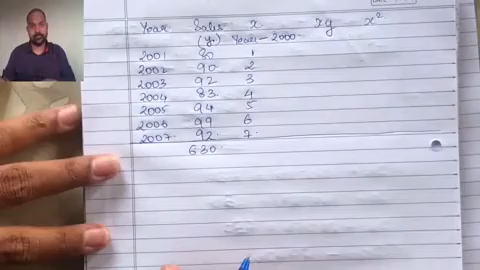 Year Sales x xy x²
(y) Year - 2000
2001 80 1
2002 90 2
2003 92 3
2004 83 4
2005 94 5
2006 99 6
2007 92 7
630